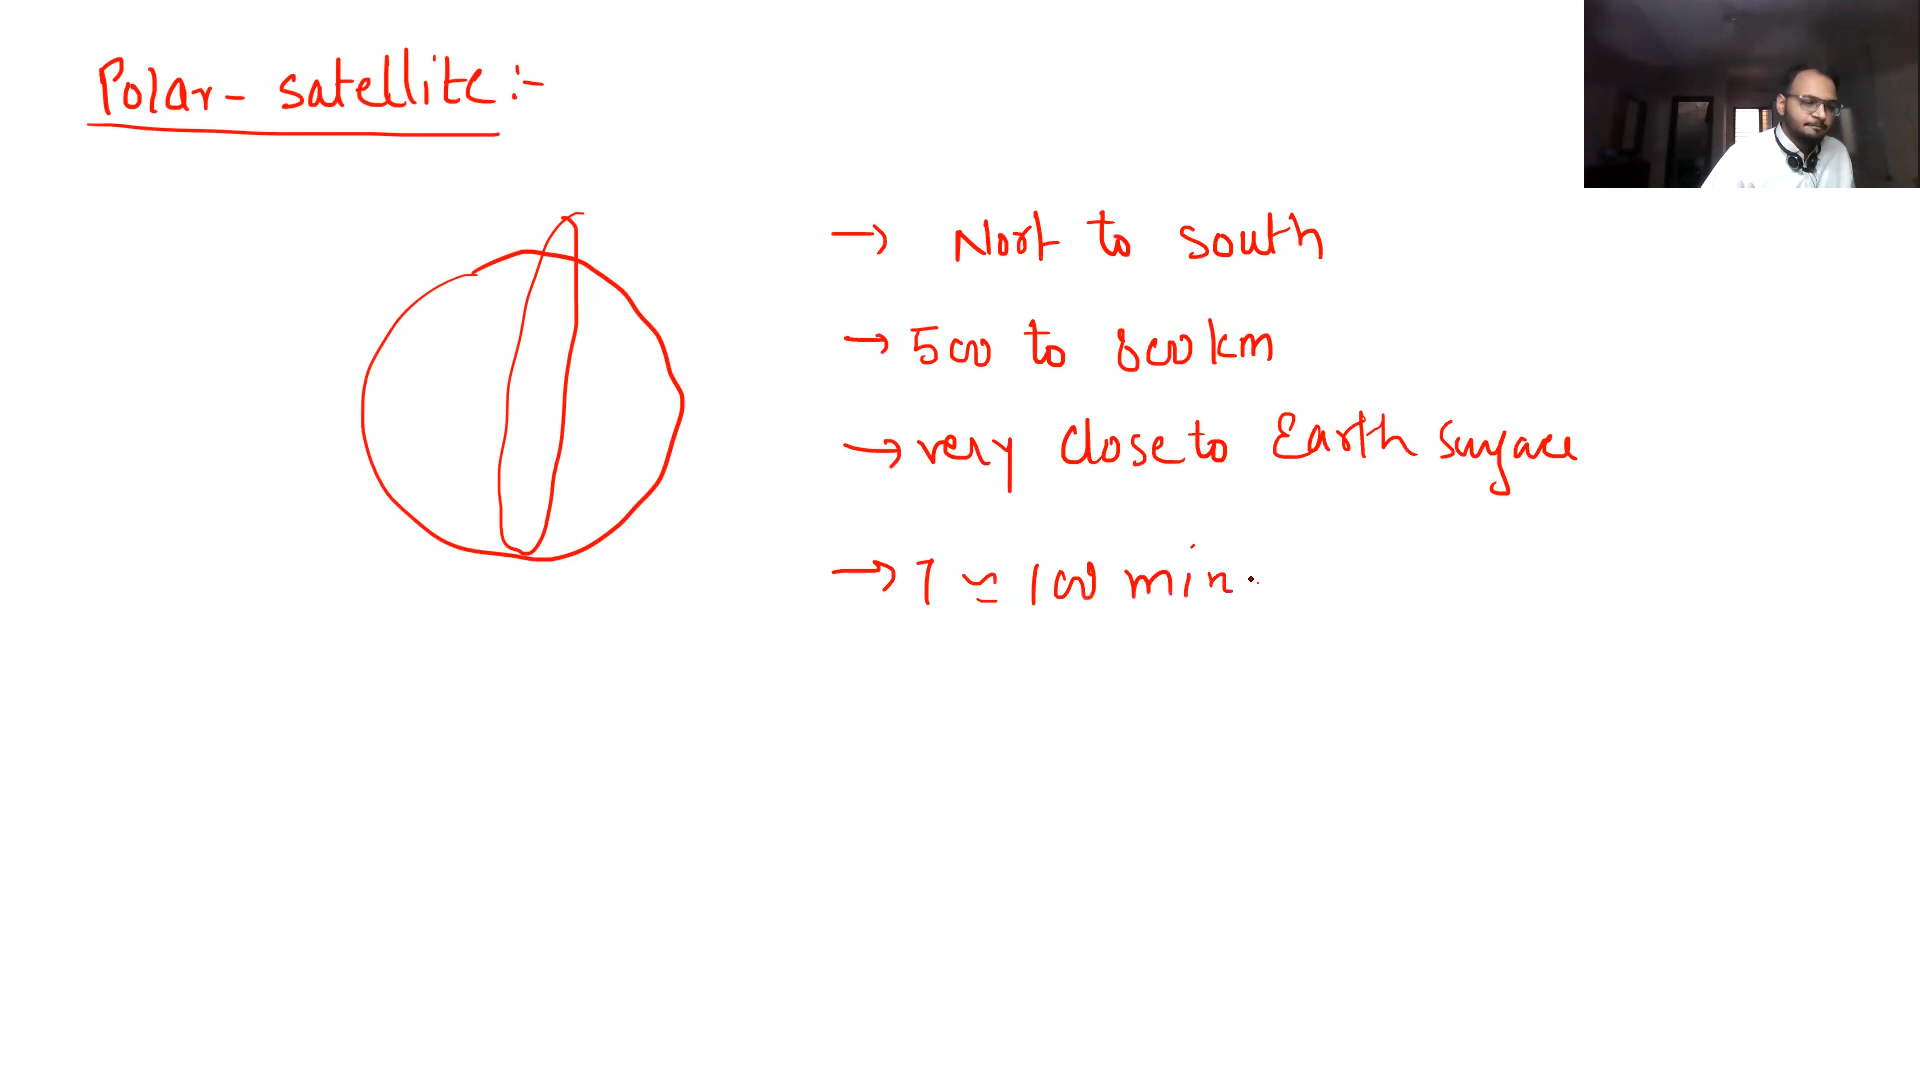 Polar - satellite :-
→ Nort to south
→ 500 to 800 km
→ very close to Earth surface
→ T ≃ 100 min.